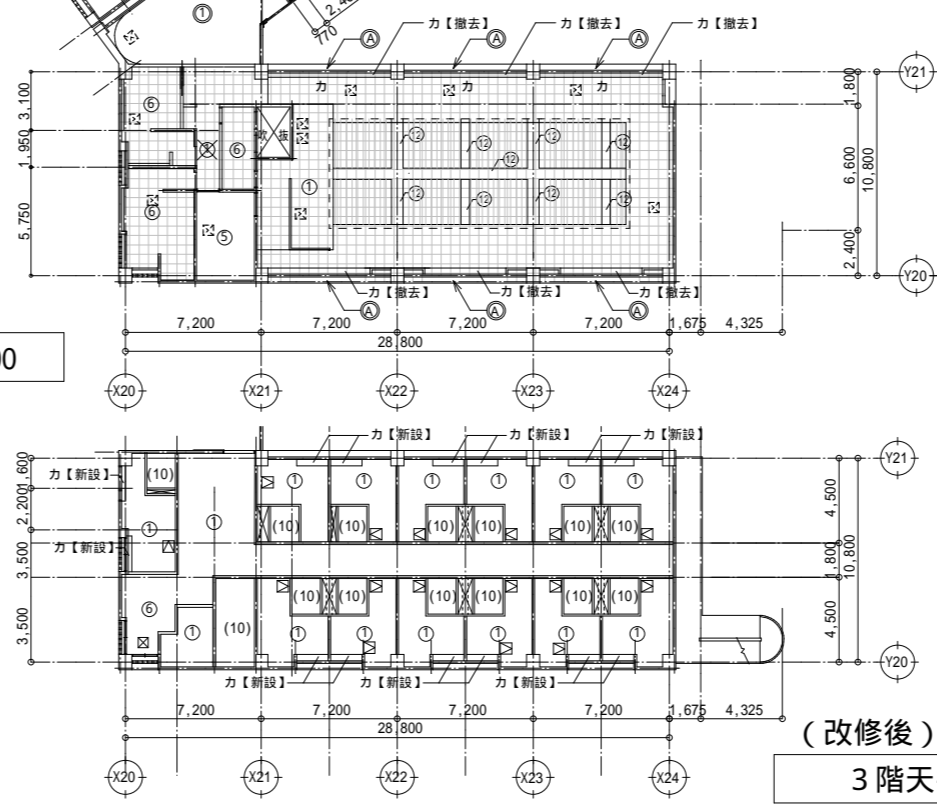 ①
2,4
770
カ【撤去】 カ【撤去】 カ【撤去】
Ⓐ Ⓐ Ⓐ
カ カ カ
Y21
3,100
1,950
5,750
1,800
6,600
2,400
10,800
⑥ ⑥ 吹 抜
⑫ ⑫ ⑫ ⑫
⑫
①
⑫ ⑫ ⑫ ⑫
⑥ ⑤
Y20
カ【撤去】 カ【撤去】 カ【撤去】
Ⓐ Ⓐ Ⓐ
7,200 7,200 7,200 7,200 1,675 4,325
28,800
00
X20 X21 X22 X23 X24
カ【新設】 カ【新設】 カ【新設】
Y21
カ【新設】
カ【新設】
1,600
2,200
3,500
3,500
4,500
1,800
4,500
10,800
(10) ① ① ① ① ① ①
① ①
(10) (10) (10) (10) (10) (10)
⑥ (10) (10) (10) (10) (10) (10)
① (10) ① ① ① ① ① ①
Y20
カ【新設】 カ【新設】 カ【新設】
7,200 7,200 7,200 7,200 1,675 4,325
28,800
X20 X21 X22 X23 X24
(改修後)
3階天